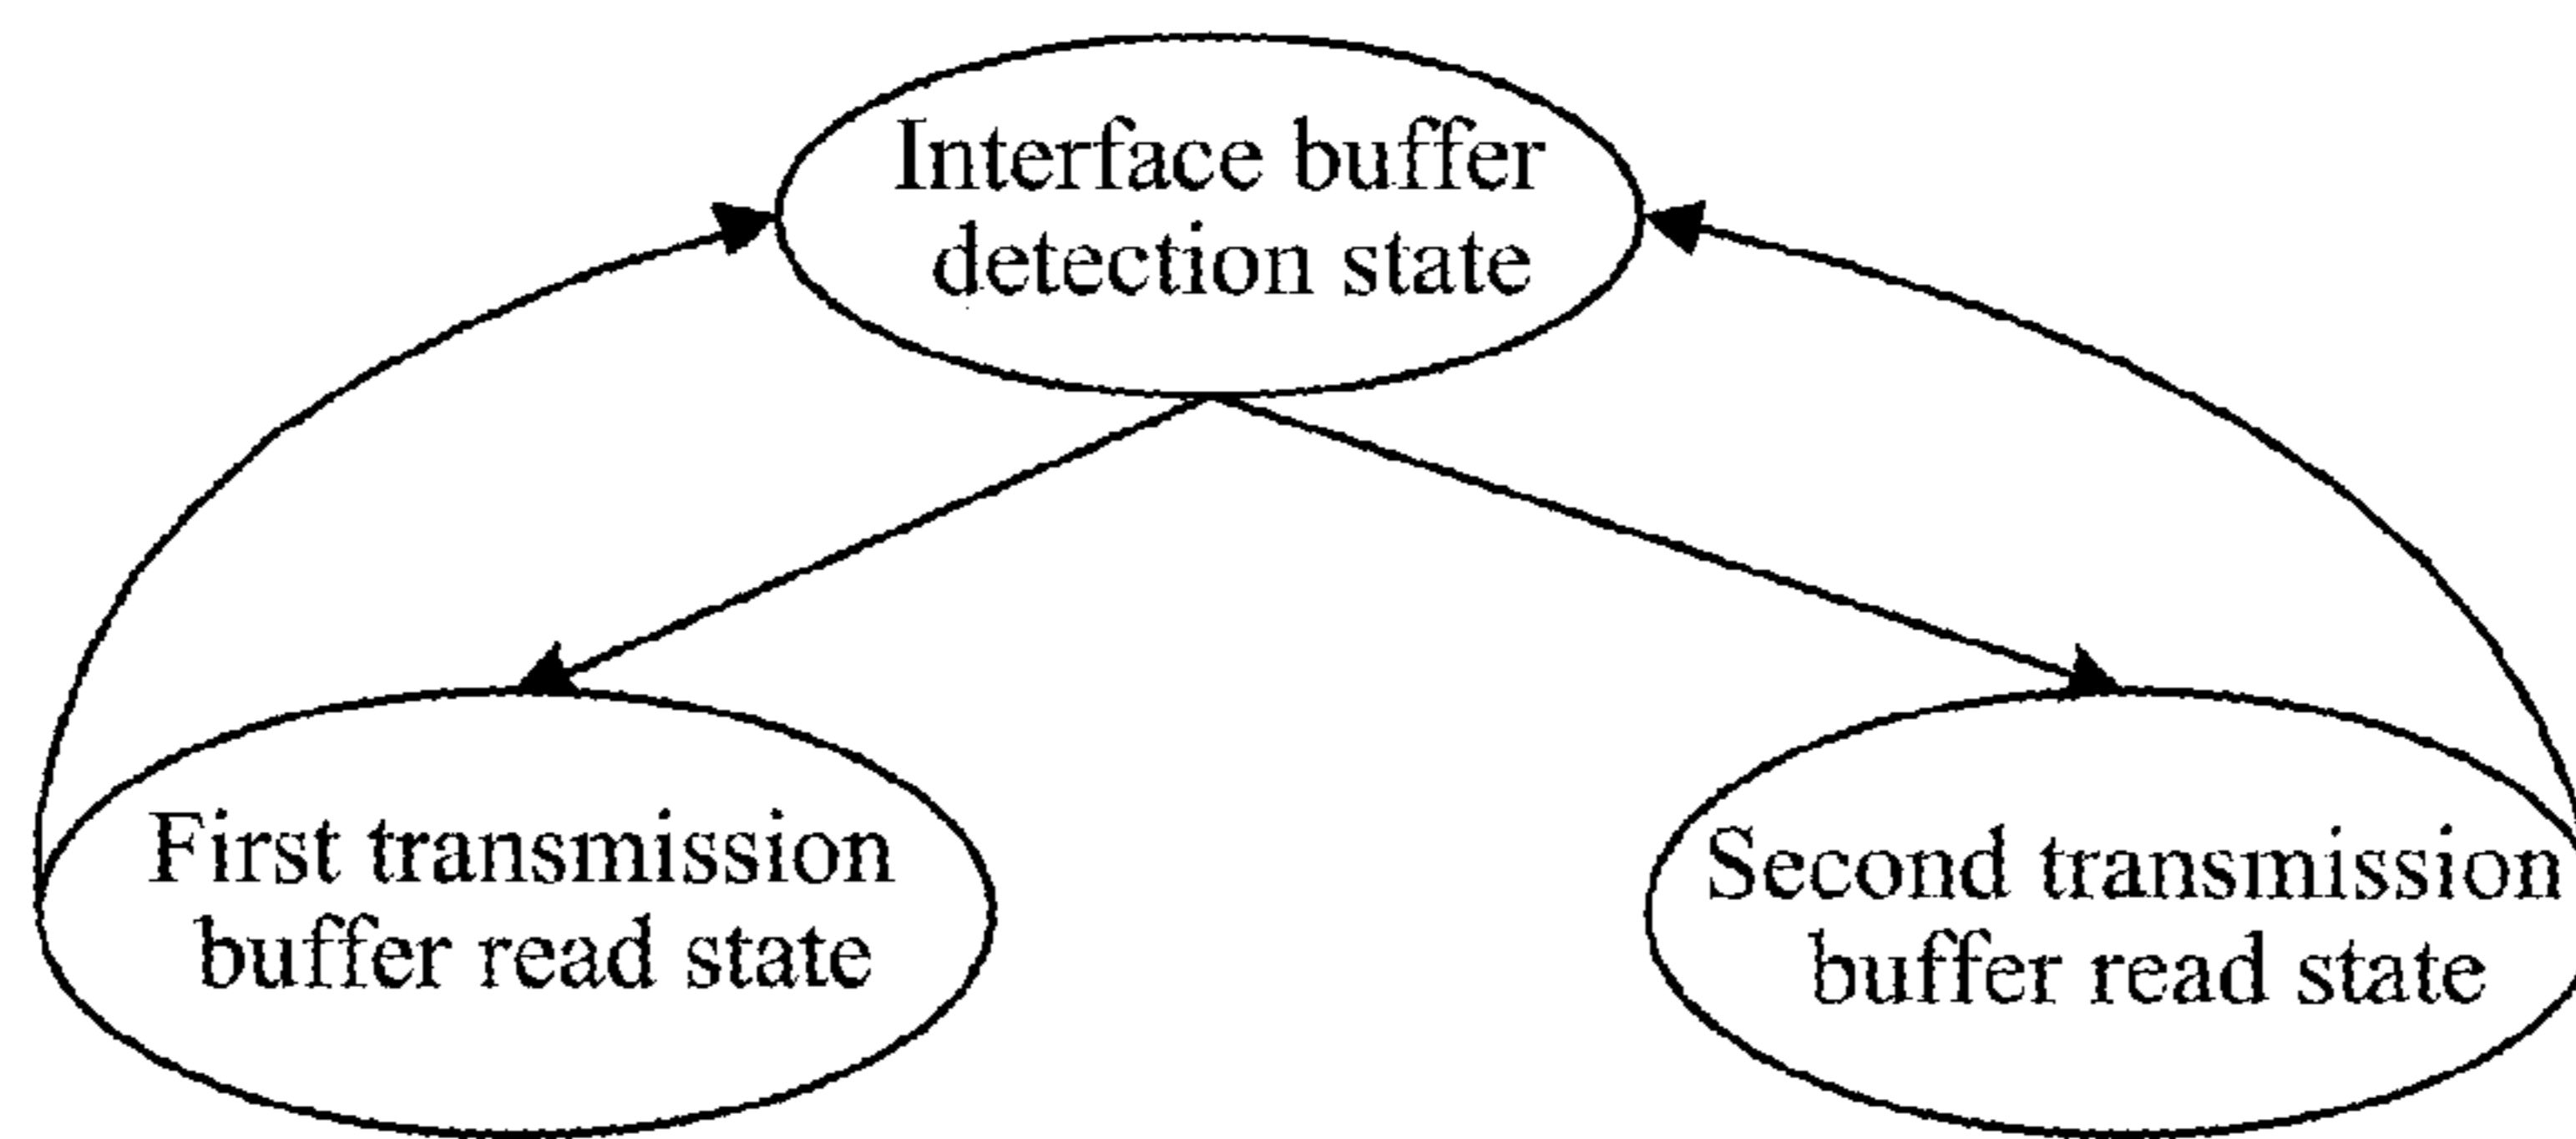 Interface buffer
detection state
First transmission
buffer read state
Second transmission
buffer read state